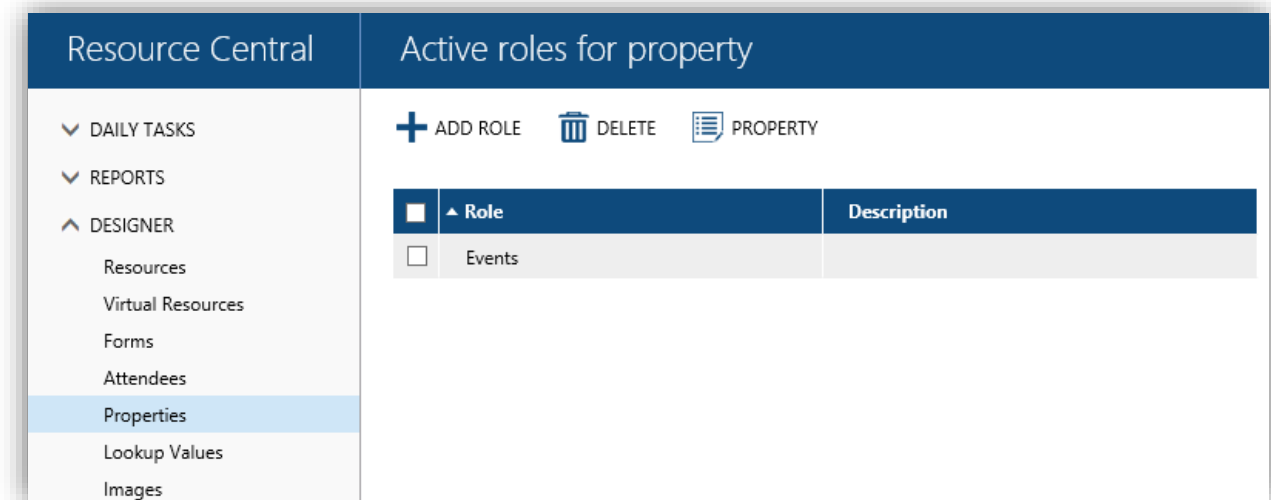 Resource Central
Active roles for property
DAILY TASKS
REPORTS
DESIGNER
Resources
Virtual Resources
Forms
Attendees
Properties
Lookup Values
Images
ADD ROLE DELETE PROPERTY
Role Description
Events